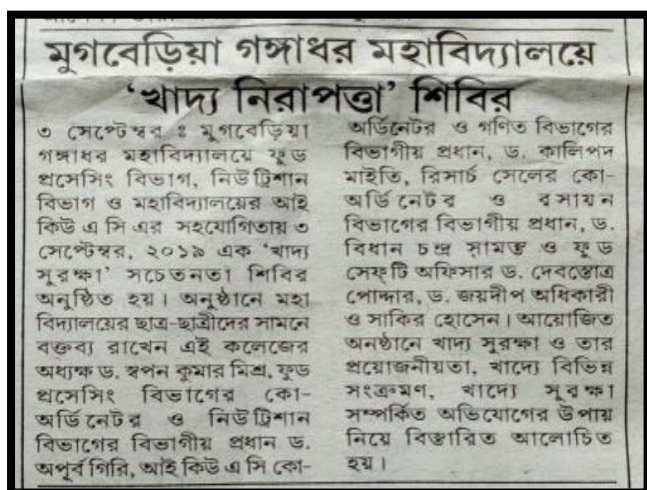 মুগবেড়িয়া গঙ্গাধর মহাবিদ্যালয়ে
‘খাদ্য নিরাপত্তা’ শিবির
৩ সেপ্টেম্বর ঃ মুগবেড়িয়া
গঙ্গাধর মহাবিদ্যালয়ে ফুড
প্রসেসিং বিভাগ, নিউট্রিশান
বিভাগ ও মহাবিদ্যালয়ের আই
কিউ এ সি এর সহযোগিতায় ৩
সেপ্টেম্বর, ২০১৯ এক ‘খাদ্য
সুরক্ষা’ সচেতনতা শিবির
অনুষ্ঠিত হয়। অনুষ্ঠানে মহা
বিদ্যালয়ের ছাত্র-ছাত্রীদের সামনে
বক্তব্য রাখেন এই কলেজের
অধ্যক্ষ ড. স্বপন কুমার মিশ্র, ফুড
প্রসেসিং বিভাগের কো-
অর্ডিনেটর ও নিউট্রিশান
বিভাগের বিভাগীয় প্রধান ড.
অপূর্ব গিরি, আই কিউ এ সি কো-
অর্ডিনেটর ও গণিত বিভাগের
বিভাগীয় প্রধান, ড. কালিপদ
মাইতি, রিসার্চ সেলের কো-
অর্ডিনেটর ও রসায়ন
বিভাগের বিভাগীয় প্রধান, ড.
বিধান চন্দ্র সামন্ত ও ফুড
সেফ্টি অফিসার ড. দেবস্তোত্র
পোদ্দার, ড. জয়দীপ অধিকারী
ও সাকির হোসেন। আয়োজিত
অনষ্ঠানে খাদ্য সুরক্ষা ও তার
প্রয়োজনীয়তা, খাদ্যে বিভিন্ন
সংক্রমণ, খাদ্যে সুরক্ষা
সম্পর্কিত অভিযোগের উপায়
নিয়ে বিস্তারিত আলোচিত
হয়।